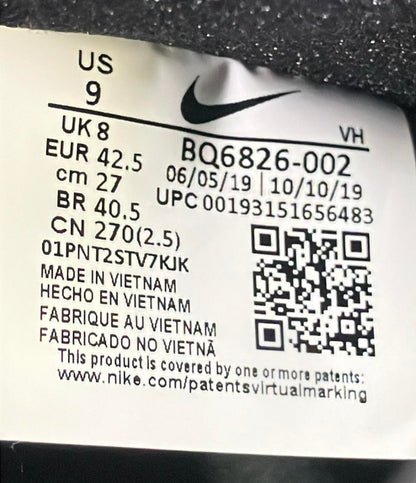 US
9
VH
UK 8
BQ6826-002
EUR 42.5
06/05/19 | 10/10/19
cm 27
UPC 00193151656483
BR 40.5
CN 270(2.5)
01PNT2STV7KJK
MADE IN VIETNAM
HECHO EN VIETNAM
FABRIQUE AU VIETNAM
FABRICADO NO VIETNÃ
This product is covered by one or more patents:
www.nike.com/patentsvirtualmarking